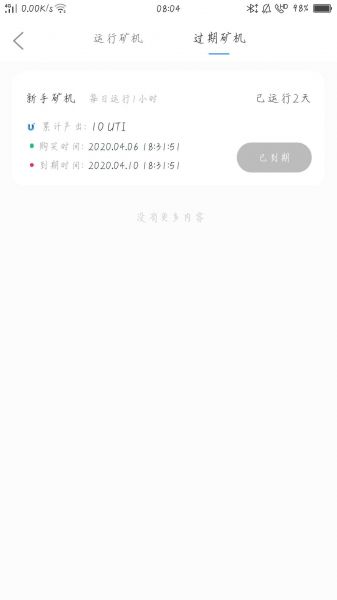 0.00K/s 08:04 98%
运行矿机 过期矿机
新手矿机 每日运行1小时 已运行2天
累计产出: 10 UTI
购买时间: 2020.04.06 18:31:51
到期时间: 2020.04.10 18:31:51
已到期
没有更多内容